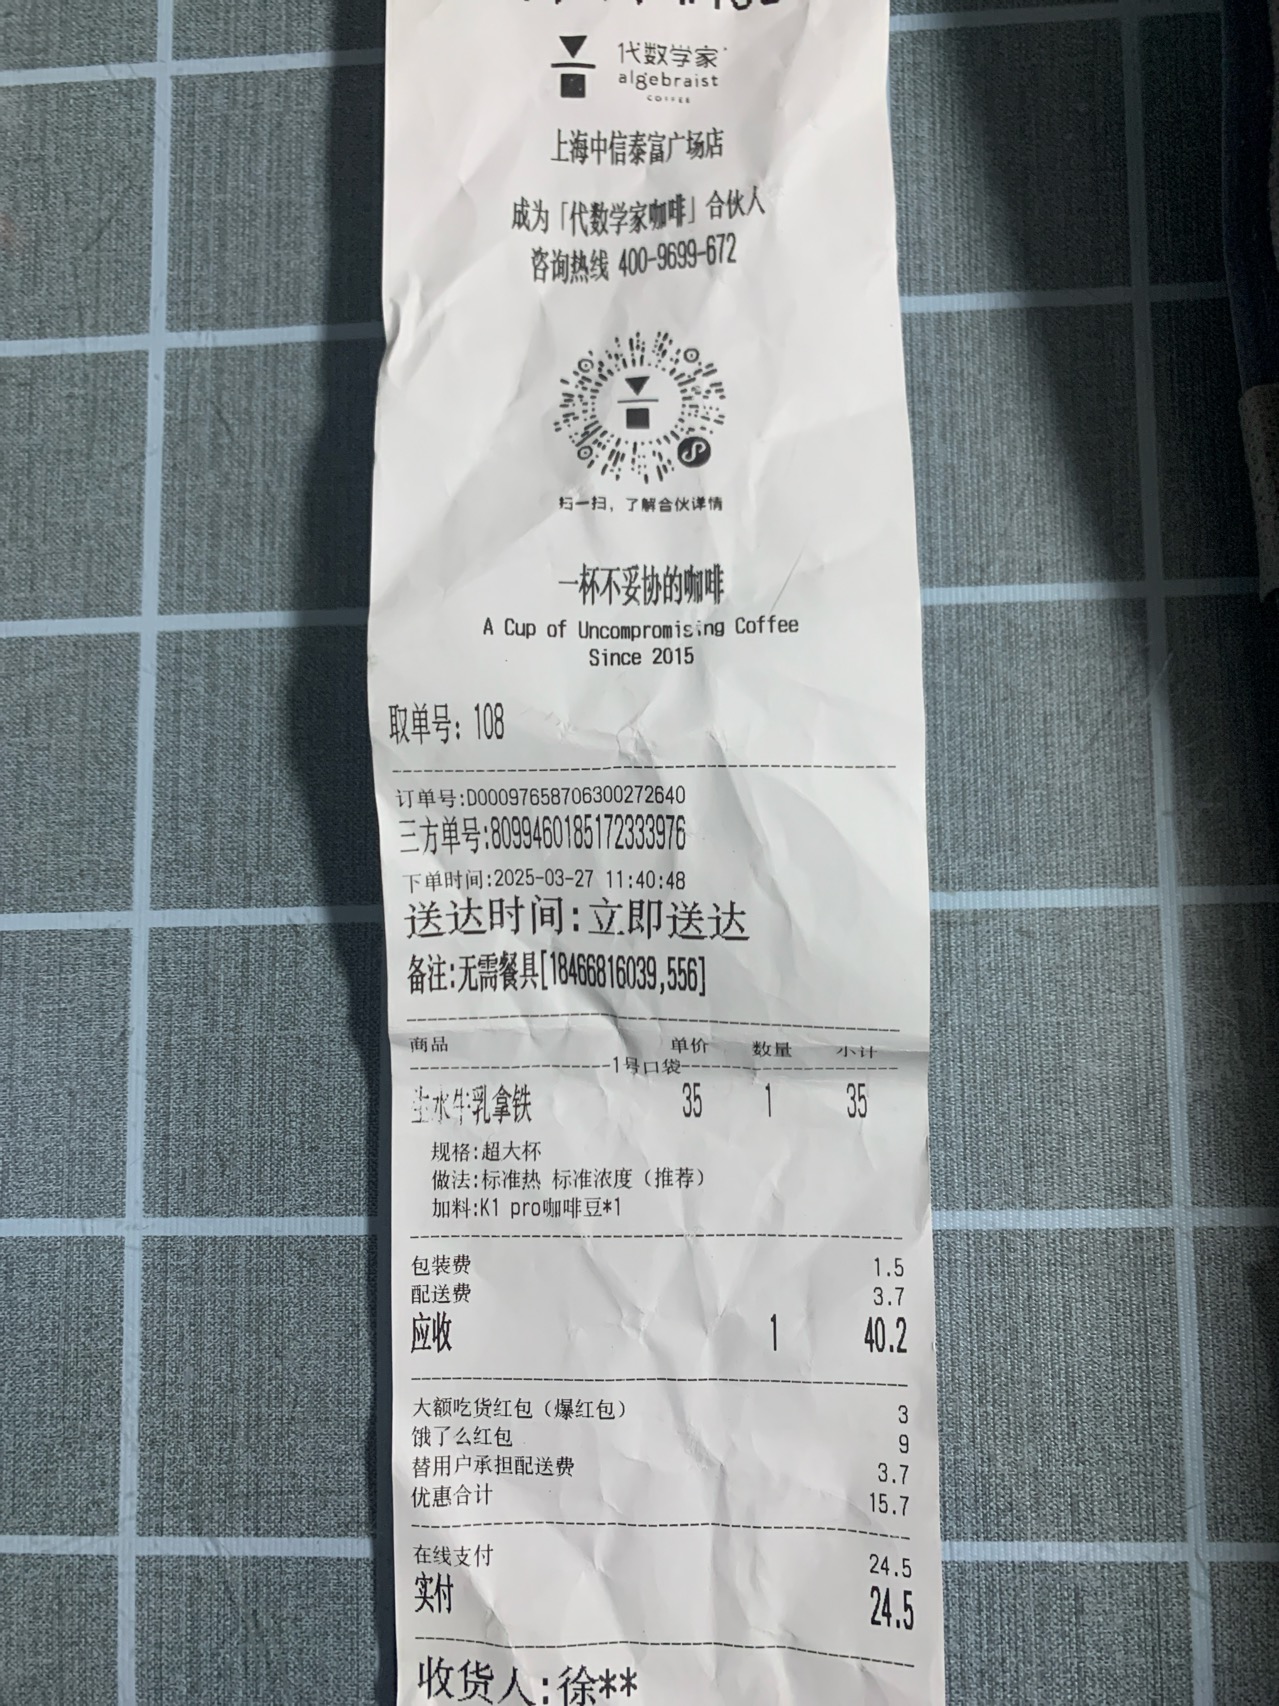 代数学家
algebraist
COFFEE
上海中信泰富广场店
成为「代数学家咖啡」合伙人
咨询热线 400-9699-672
扫一扫，了解合伙详情
一杯不妥协的咖啡
A Cup of Uncompromising Coffee
Since 2015
取单号: 108
订单号:D00097658706300272640
三方单号:8099460185172333976
下单时间:2025-03-27 11:40:48
送达时间:立即送达
备注:无需餐具[18466816039,556]
商品 单价 数量 小计
1号口袋
生水牛乳拿铁 35 1 35
规格:超大杯
做法:标准热 标准浓度（推荐）
加料:K1 pro咖啡豆*1
包装费 1.5
配送费 3.7
应收 1 40.2
大额吃货红包（爆红包） 3
饿了么红包 9
替用户承担配送费 3.7
优惠合计 15.7
在线支付 24.5
实付 24.5
收货人:徐**